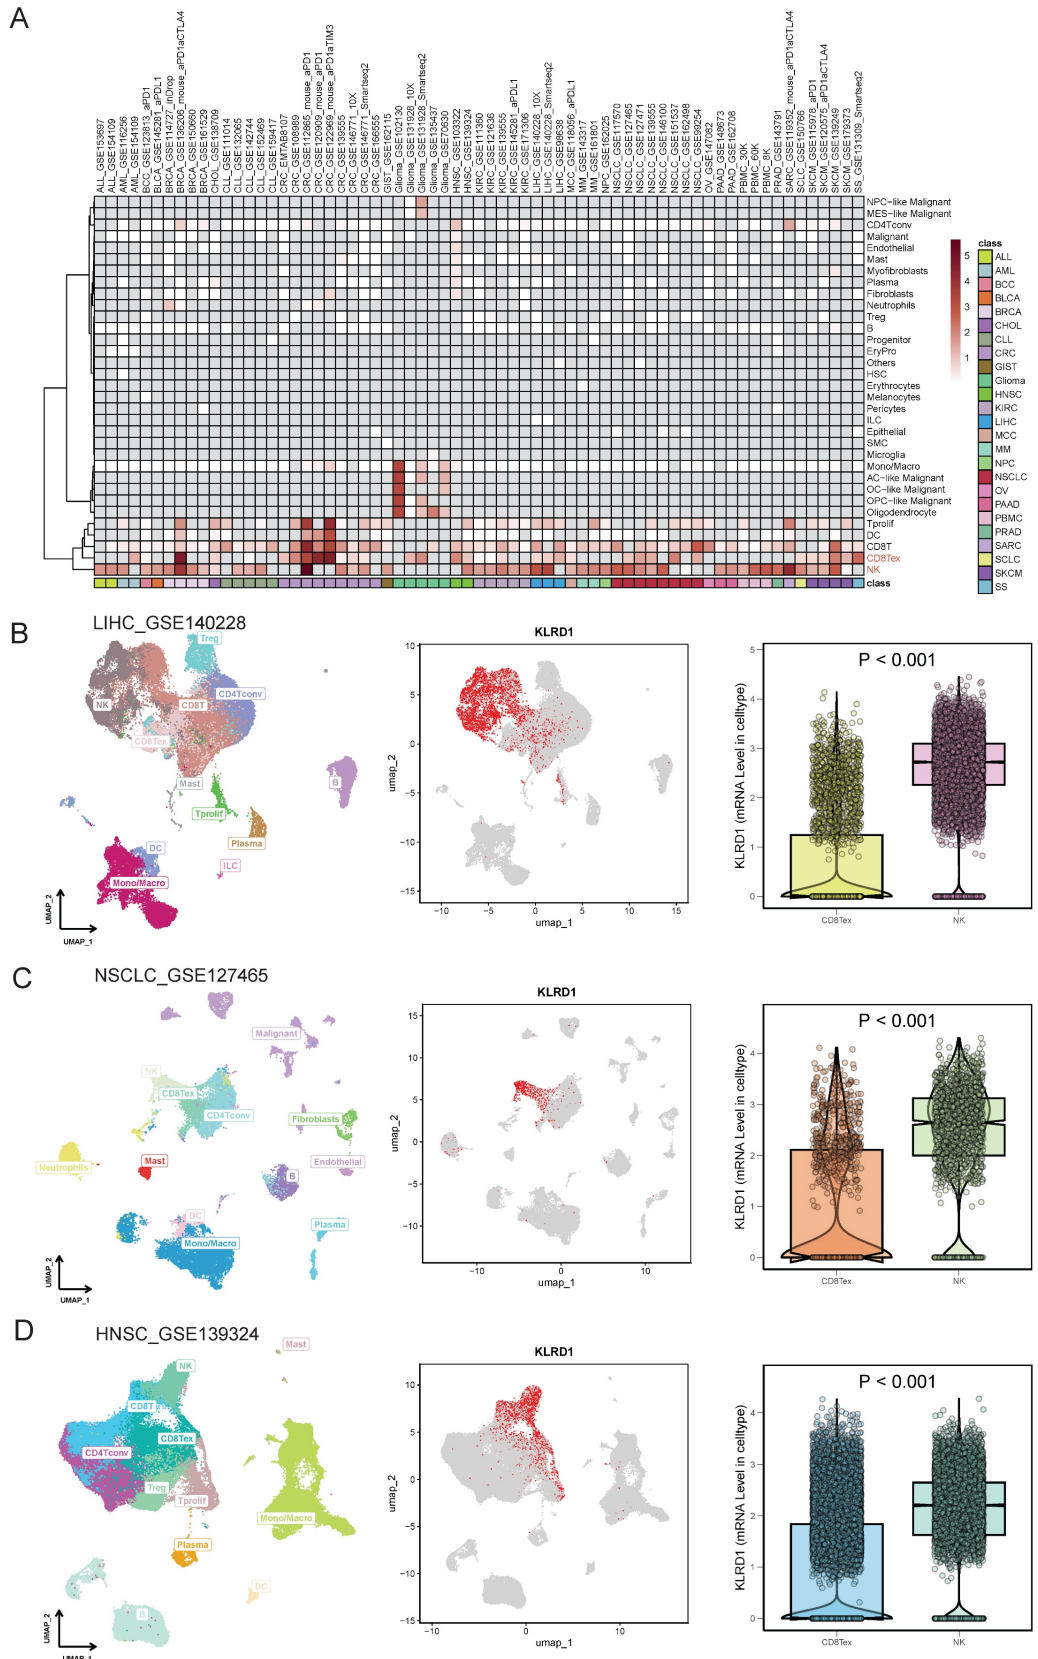 A
ALL_GSE153697
ALL_GSE154109
AML_GSE116256
AML_GSE154109
BCC_GSE123813_aPD1
BLCA_GSE145281_aPDL1
BRCA_GSE114727_inDrop
BRCA_GSE136206_mouse_aPD1aCTLA4
BRCA_GSE150660
BRCA_GSE161529
CHOL_GSE138709
CLL_GSE111014
CLL_GSE132065
CLL_GSE142744
CLL_GSE152469
CLL_GSE159417
CRC_EMTAB8107
CRC_GSE108989
CRC_GSE112865_mouse_aPD1
CRC_GSE120909_mouse_aPD1
CRC_GSE122969_mouse_aPD1aTIM3
CRC_GSE139555
CRC_GSE146771_10X
CRC_GSE146771_Smartseq2
CRC_GSE166555
GIST_GSE162115
Glioma_GSE102130
Glioma_GSE131928_10X
Glioma_GSE131928_Smartseq2
Glioma_GSE135437
Glioma_GSE70630
HNSC_GSE103322
HNSC_GSE139324
KIRC_GSE111360
KIRC_GSE121636
KIRC_GSE139555
KIRC_GSE145281_aPDL1
KIRC_GSE171306
LIHC_GSE140228_10X
LIHC_GSE140228_Smartseq2
LIHC_GSE98638
MCC_GSE118056_aPDL1
MM_GSE143317
MM_GSE161801
NPC_GSE162025
NSCLC_GSE117570
NSCLC_GSE127465
NSCLC_GSE127471
NSCLC_GSE139555
NSCLC_GSE146100
NSCLC_GSE151537
NSCLC_GSE162498
NSCLC_GSE99254
OV_GSE147082
PAAD_GSE148673
PAAD_GSE162708
PBMC_30K
PBMC_60K
PBMC_8K
PRAD_GSE143791
SARC_GSE119352_mouse_aPD1aCTLA4
SCLC_GSE150766
SKCM_GSE115978_aPD1
SKCM_GSE120575_aPD1aCTLA4
SKCM_GSE139249
SKCM_GSE179373
SS_GSE131309_Smartseq2
NPC-like Malignant
MES-like Malignant
CD4Tconv
Malignant
Endothelial
Mast
Myofibroblasts
Plasma
Fibroblasts
Neutrophils
Treg
B
Progenitor
EryPro
Others
HSC
Erythrocytes
Melanocytes
Pericytes
ILC
Epithelial
SMC
Microglia
Mono/Macro
AC-like Malignant
OC-like Malignant
OPC-like Malignant
Oligodendrocyte
Tprolif
DC
CD8T
CD8Tex
NK
class
5
4
3
2
1
class
ALL
AML
BCC
BLCA
BRCA
CHOL
CLL
CRC
GIST
Glioma
HNSC
KIRC
LIHC
MCC
MM
NPC
NSCLC
OV
PAAD
PBMC
PRAD
SARC
SCLC
SKCM
SS
B
LIHC_GSE140228
Treg
NK
CD8T
CD4Tconv
CD8Tex
Mast
B
Tprolif
Plasma
DC
ILC
Mono/Macro
UMAP_2
UMAP_1
KLRD1
10
5
0
−5
−10
−15
umap_2
−10
−5
0
5
10
15
umap_1
P < 0.001
KLRD1 (mRNA Level in celltype)
5
4
3
2
1
0
CD8Tex
NK
C
NSCLC_GSE127465
Malignant
NK
CD8Tex
CD4Tconv
Fibroblasts
Neutrophils
Mast
Endothelial
B
DC
Plasma
Mono/Macro
UMAP_2
UMAP_1
KLRD1
15
10
5
0
−5
−10
umap_2
−10
0
10
umap_1
P < 0.001
KLRD1 (mRNA Level in celltype)
4
3
2
1
0
CD8Tex
NK
D
HNSC_GSE139324
Mast
NK
CD8T
CD8Tex
CD4Tconv
Treg
Tprolif
Mono/Macro
Plasma
DC
B
UMAP_2
UMAP_1
KLRD1
10
5
0
−5
−10
−15
umap_2
−10
0
10
umap_1
P < 0.001
KLRD1 (mRNA Level in celltype)
4
3
2
1
0
CD8Tex
NK